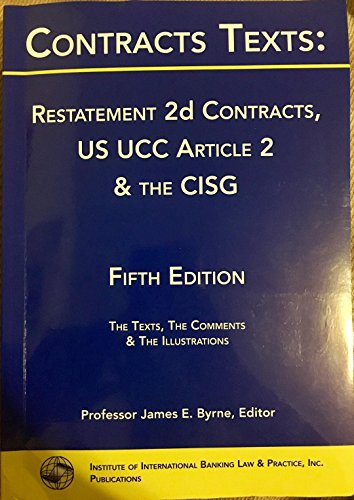 CONTRACTS TEXTS:
RESTATEMENT 2d CONTRACTS,
US UCC ARTICLE 2
& THE CISG
FIFTH EDITION
THE TEXTS, THE COMMENTS
& THE ILLUSTRATIONS
Professor James E. Byrne, Editor
INSTITUTE OF INTERNATIONAL BANKING LAW & PRACTICE, INC.
PUBLICATIONS